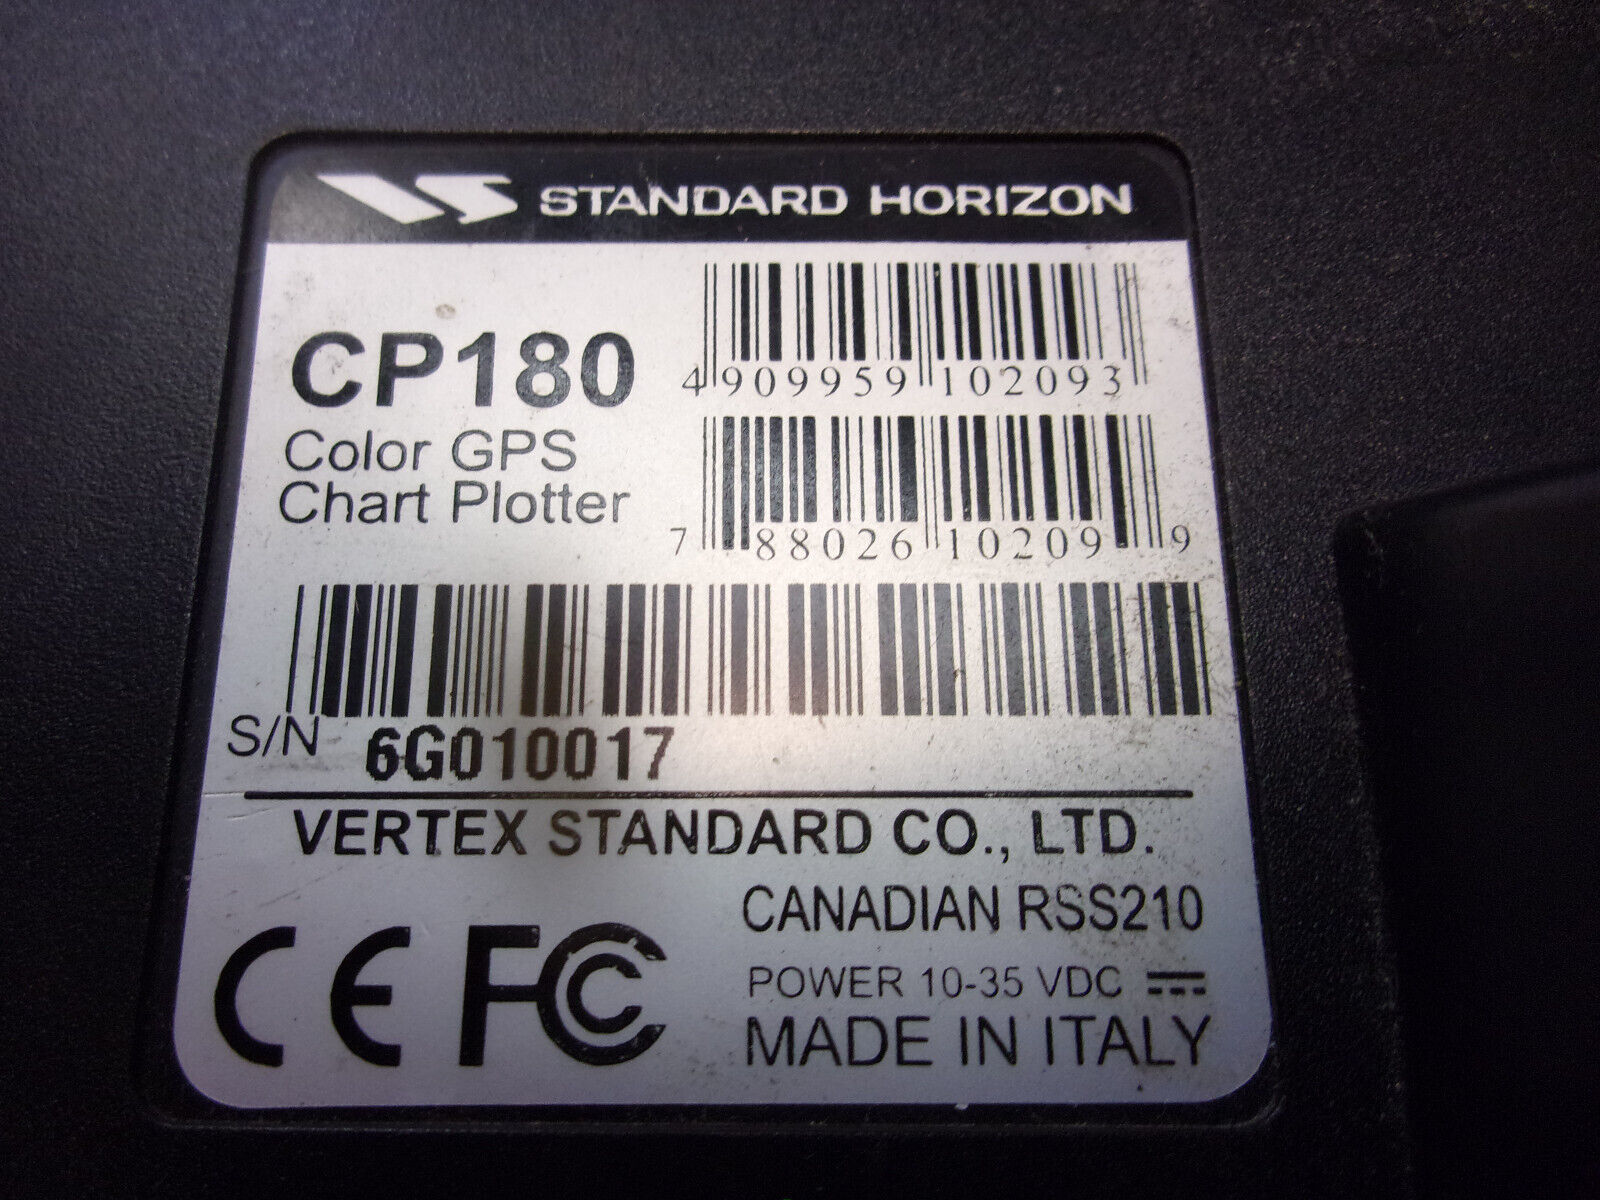 STANDARD HORIZON
CP180
Color GPS
Chart Plotter
4 909959 102093
7 88026 10209 9
S/N 6G010017
VERTEX STANDARD CO., LTD.
CE FC
CANADIAN RSS210
POWER 10-35 VDC
MADE IN ITALY